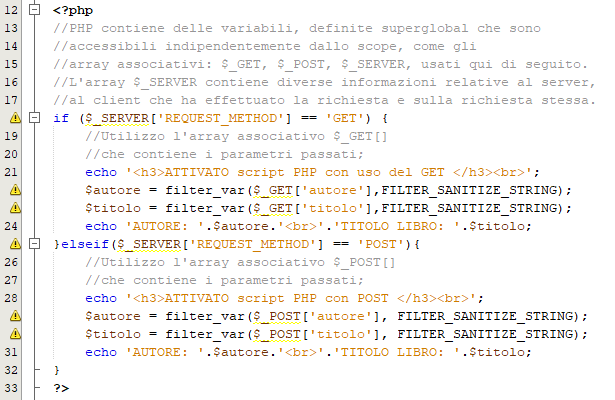 12 <?php
13 //PHP contiene delle variabili, definite superglobal che sono
14 //accessibili indipendentemente dallo scope, come gli
15 //array associativi: $_GET, $_POST, $_SERVER, usati qui di seguito.
16 //L'array $_SERVER contiene diverse informazioni relative al server,
17 //al client che ha effettuato la richiesta e sulla richiesta stessa.
if ($_SERVER['REQUEST_METHOD'] == 'GET') {
19 //Utilizzo l'array associativo $_GET[]
20 //che contiene i parametri passati;
21 echo '<h3>ATTIVATO script PHP con uso del GET </h3><br>';
$autore = filter_var($_GET['autore'],FILTER_SANITIZE_STRING);
$titolo = filter_var($_GET['titolo'],FILTER_SANITIZE_STRING);
24 echo 'AUTORE: '.$autore.'<br>'.'TITOLO LIBRO: '.$titolo;
}elseif($_SERVER['REQUEST_METHOD'] == 'POST'){
26 //Utilizzo l'array associativo $_POST[]
27 //che contiene i parametri passati;
28 echo '<h3>ATTIVATO script PHP con POST </h3><br>';
$autore = filter_var($_POST['autore'], FILTER_SANITIZE_STRING);
$titolo = filter_var($_POST['titolo'], FILTER_SANITIZE_STRING);
31 echo 'AUTORE: '.$autore.'<br>'.'TITOLO LIBRO: '.$titolo;
32 }
33 ?>